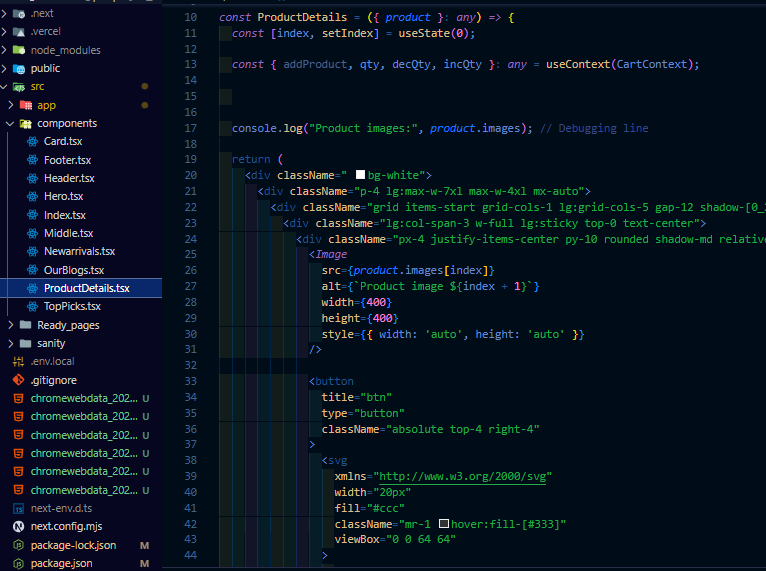 .next
.vercel
node_modules
public
src
app
components
Card.tsx
Footer.tsx
Header.tsx
Hero.tsx
Index.tsx
Middle.tsx
Newarrivals.tsx
OurBlogs.tsx
ProductDetails.tsx
TopPicks.tsx
Ready_pages
sanity
.env.local
.gitignore
chromewebdata_202... U
chromewebdata_202... U
chromewebdata_202... U
chromewebdata_202... U
chromewebdata_202... U
chromewebdata_202... U
next-env.d.ts
next.config.mjs
package-lock.json M
package.json M
10 const ProductDetails = ({ product }: any) => {
11 const [index, setIndex] = useState(0);
12
13 const { addProduct, qty, decQty, incQty }: any = useContext(CartContext);
14
15
16
17 console.log("Product images:", product.images); // Debugging line
18
19 return (
20 <div className=" bg-white">
21 <div className="p-4 lg:max-w-7xl max-w-4xl mx-auto">
22 <div className="grid items-start grid-cols-1 lg:grid-cols-5 gap-12 shadow-[0_
23 <div className="lg:col-span-3 w-full lg:sticky top-0 text-center">
24 <div className="px-4 justify-items-center py-10 rounded shadow-md relative
25 <Image
26 src={product.images[index]}
27 alt={`Product image ${index + 1}`}
28 width={400}
29 height={400}
30 style={{ width: 'auto', height: 'auto' }}
31 />
32
33 <button
34 title="btn"
35 type="button"
36 className="absolute top-4 right-4"
37 >
38 <svg
39 xmlns="http://www.w3.org/2000/svg"
40 width="20px"
41 fill="#ccc"
42 className="mr-1 hover:fill-[#333]"
43 viewBox="0 0 64 64"
44 >